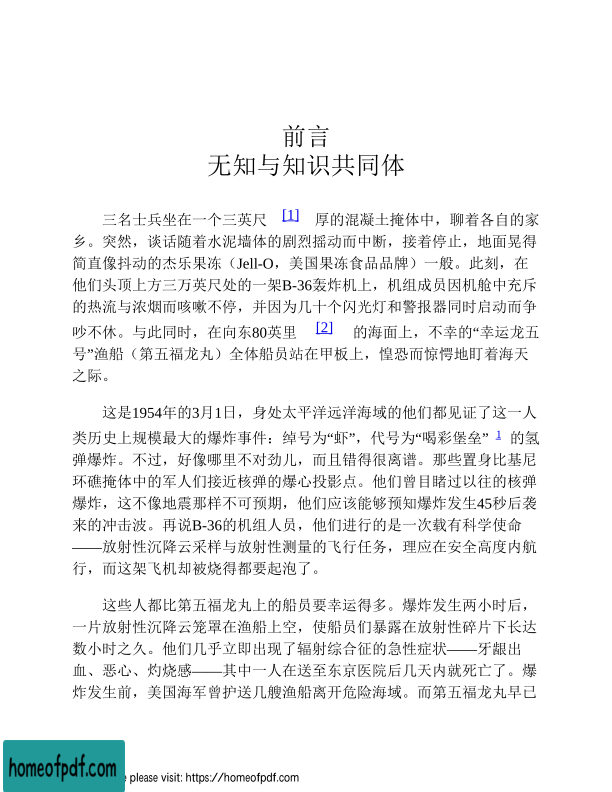 前言
无知与知识共同体
三名士兵坐在一个三英尺 [1] 厚的混凝土掩体中，聊着各自的家
乡。突然，谈话随着水泥墙体的剧烈摇动而中断，接着停止，地面晃得
简直像抖动的杰乐果冻（Jell-O，美国果冻食品品牌）一般。此刻，在
他们头顶上方三万英尺处的一架B-36轰炸机上，机组成员因机舱中充斥
的热流与浓烟而咳嗽不停，并因为几十个闪光灯和警报器同时启动而争
吵不休。与此同时，在向东80英里 [2] 的海面上，不幸的“幸运龙五
号”渔船（第五福龙丸）全体船员站在甲板上，惶恐而惊愕地盯着海天
之际。
这是1954年的3月1日，身处太平洋远洋海域的他们都见证了这一人
类历史上规模最大的爆炸事件：绰号为“虾”，代号为“喝彩堡垒” 1 的氢
弹爆炸。不过，好像哪里不对劲儿，而且错得很离谱。那些置身比基尼
环礁掩体中的军人们接近核弹的爆心投影点。他们曾目睹过以往的核弹
爆炸，这不像地震那样不可预期，他们应该能够预知爆炸发生45秒后袭
来的冲击波。再说B-36的机组人员，他们进行的是一次载有科学使命
——放射性沉降云采样与放射性测量的飞行任务，理应在安全高度内航
行，而这架飞机却被烧得都要起泡了。
这些人都比第五福龙丸上的船员要幸运得多。爆炸发生两小时后，
一片放射性沉降云笼罩在渔船上空，使船员们暴露在放射性碎片下长达
数小时之久。他们几乎立即出现了辐射综合征的急性症状——牙龈出
血、恶心、灼烧感——其中一人在送至东京医院后几天内就死亡了。爆
炸发生前，美国海军曾护送几艘渔船离开危险海域。而第五福龙丸早已
homeofpdf.com
e please visit: https://homeofpdf.com